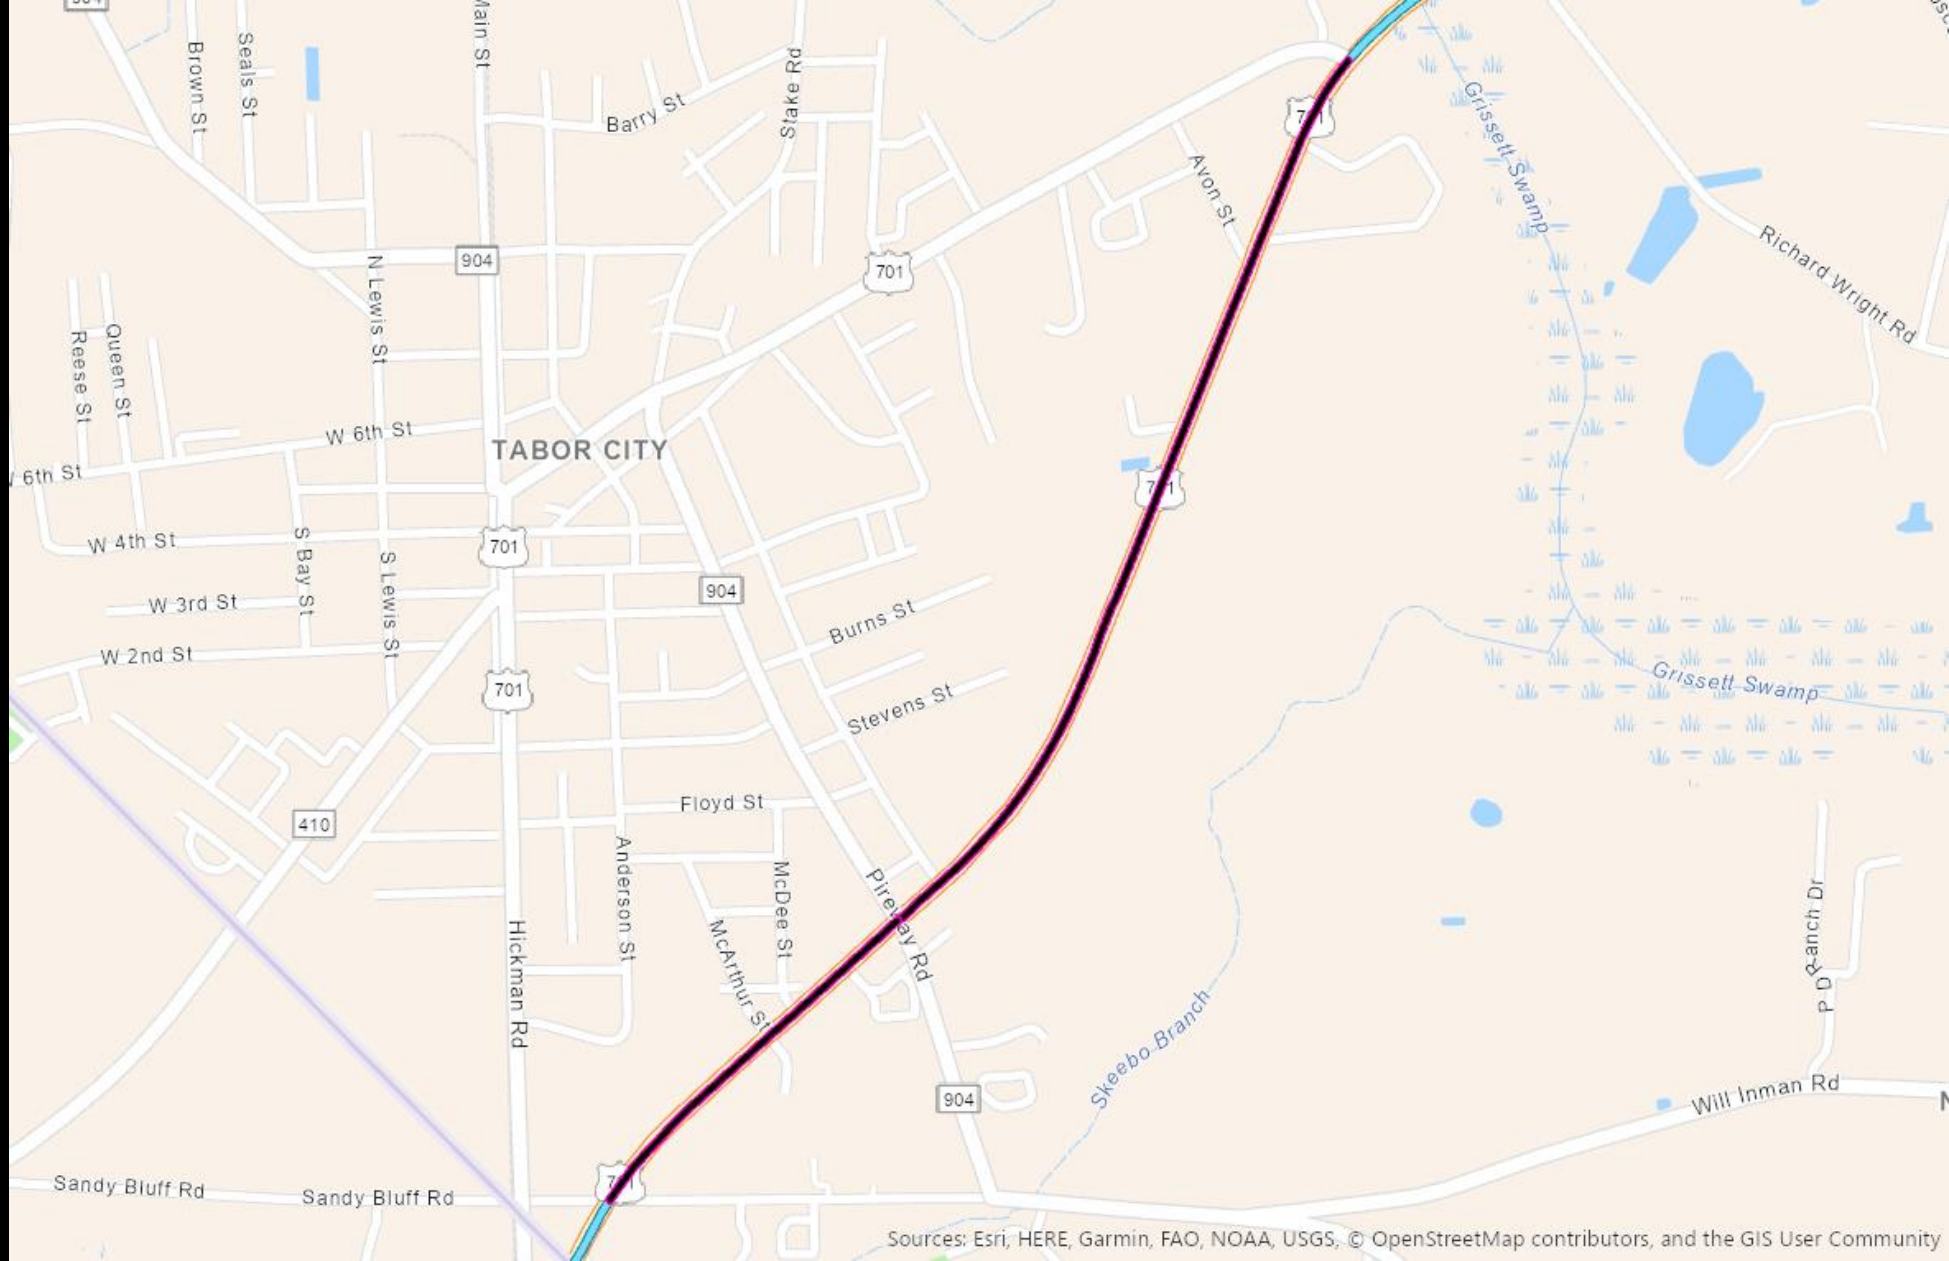 Main St
Brown St
Seals St
Barry St
Stake Rd
701
Grissett Swamp
Avon St
Richard Wright Rd
904
N Lewis St
701
Reese St
Queen St
W 6th St
TABOR CITY
6th St
W 4th St
701
S Bay St
S Lewis St
904
W 3rd St
Burns St
W 2nd St
701
Stevens St
Grissett Swamp
410
Floyd St
Anderson St
McDee St
McArthur St
Pireway Rd
Hickman Rd
P D Ranch Dr
Skeebo Branch
904
Will Inman Rd
Sandy Bluff Rd
Sandy Bluff Rd
Sources: Esri, HERE, Garmin, FAO, NOAA, USGS, © OpenStreetMap contributors, and the GIS User Community